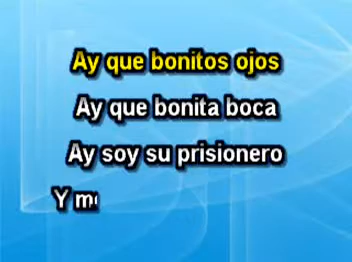 Ay que bonitos ojos
Ay que bonita boca
Ay soy su prisionero
Y m